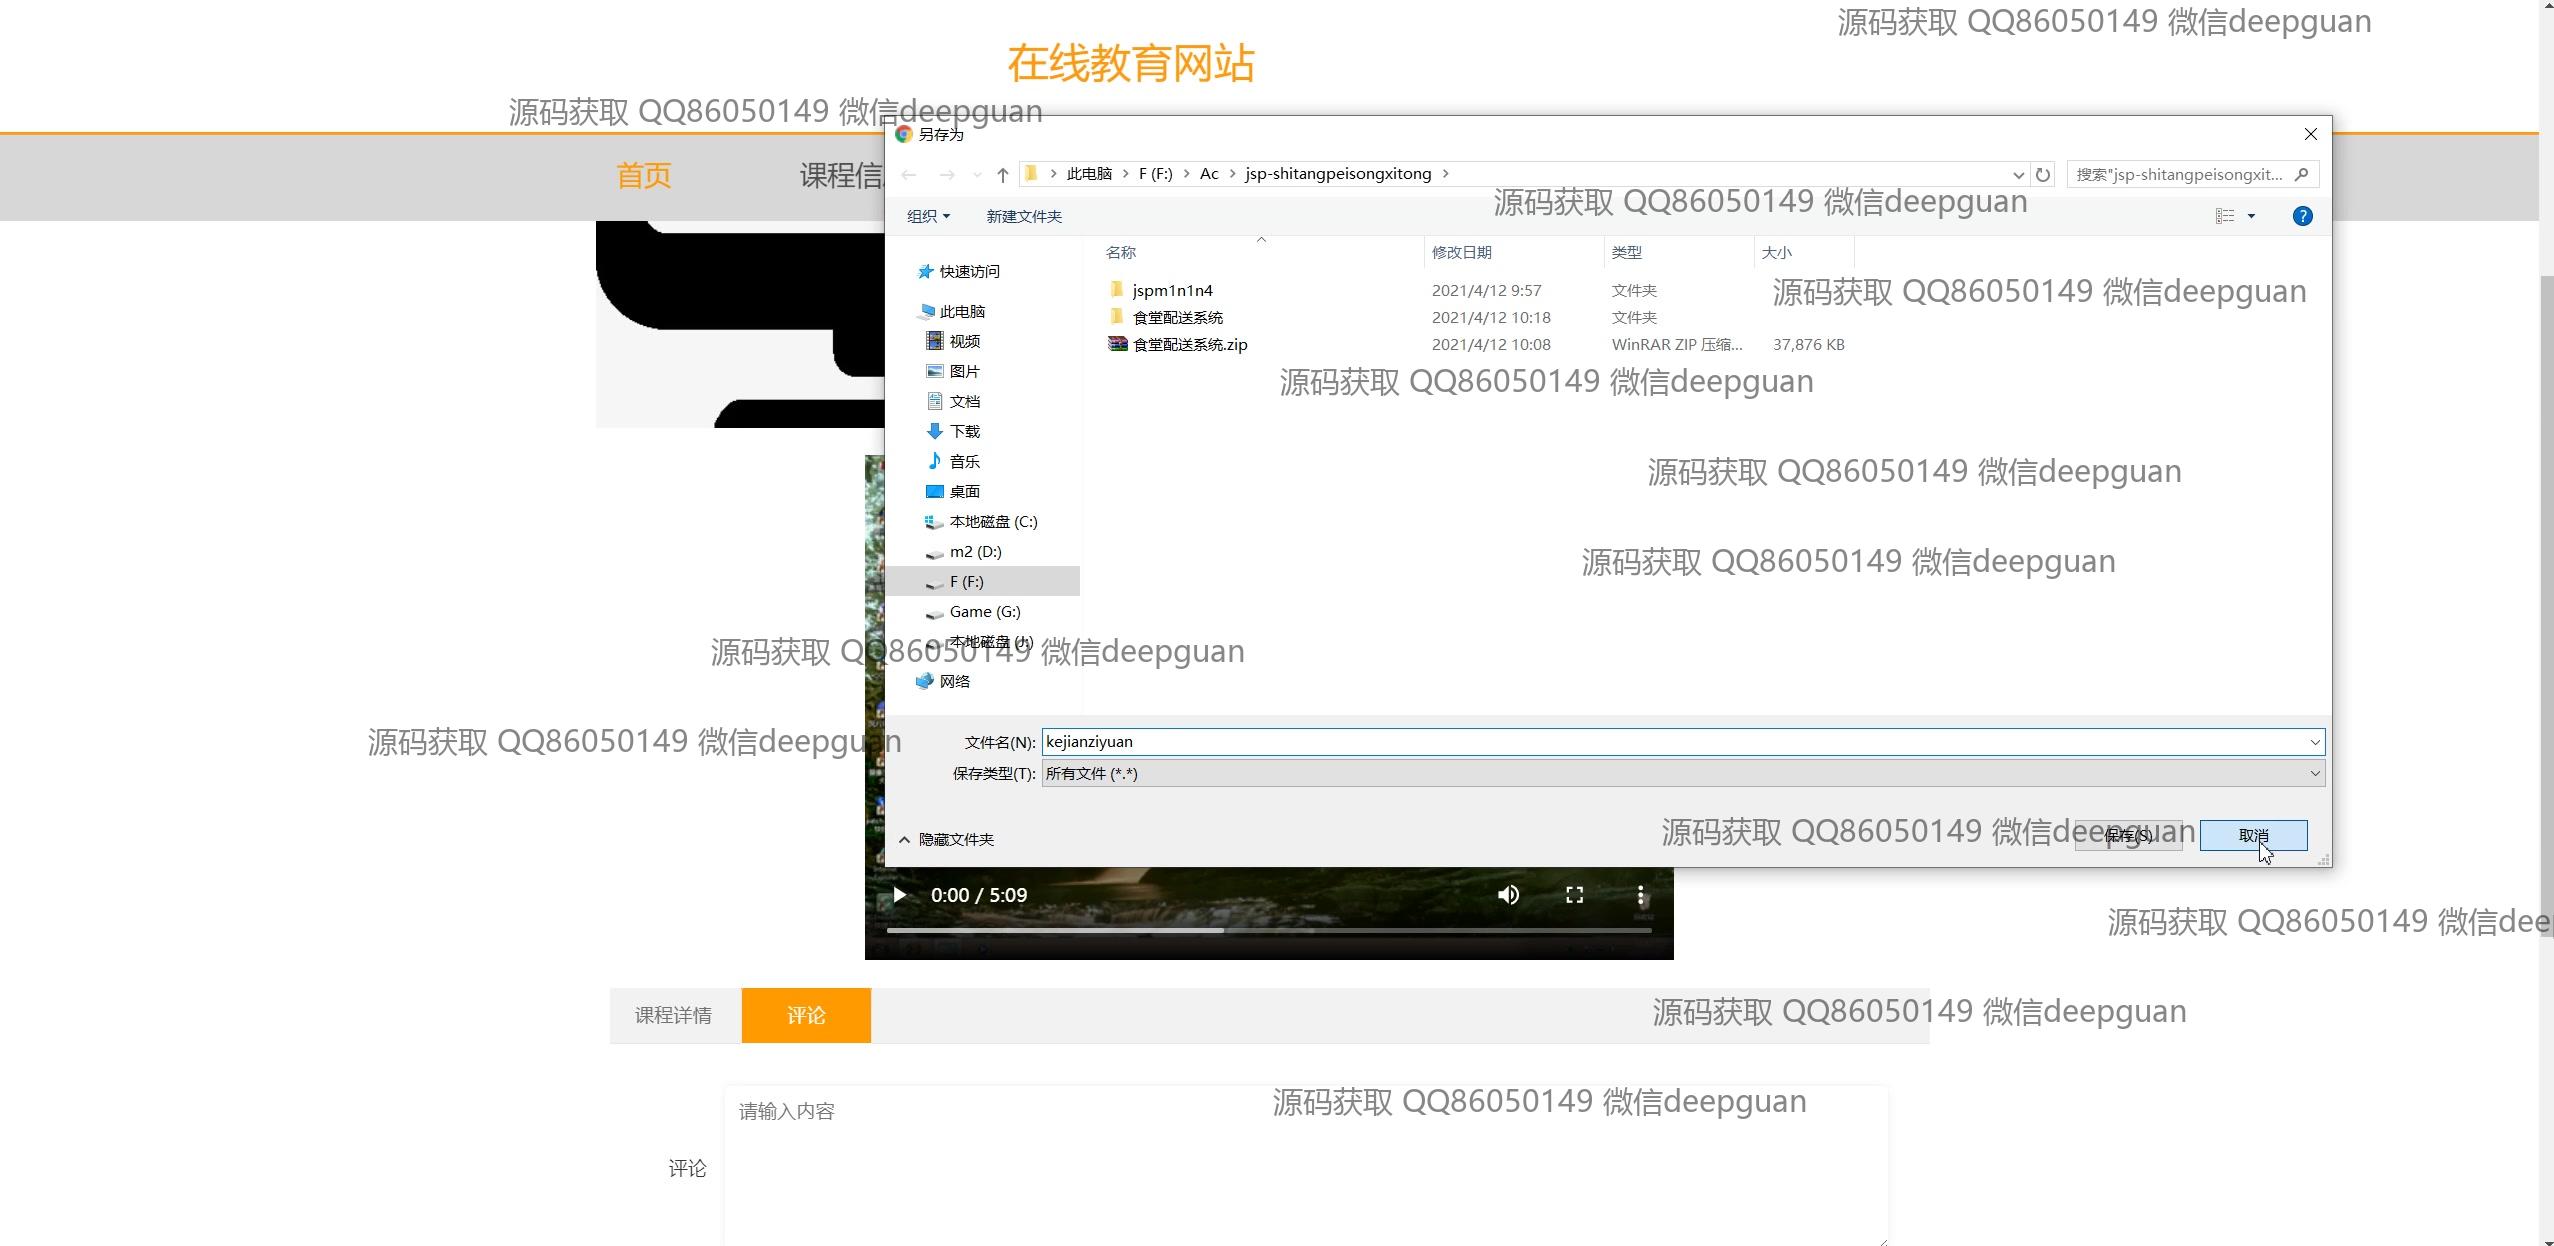 源码获取 QQ86050149 微信deepguan
在线教育网站
源码获取 QQ86050149 微信deepguan
另存为
首页
课程信
此电脑
F (F:)
Ac
jsp-shitangpeisongxitong
搜索"jsp-shitangpeisongxit...
源码获取 QQ86050149 微信deepguan
组织
新建文件夹
名称
修改日期
类型
大小
快速访问
jspm1n1n4
2021/4/12 9:57
文件夹
源码获取 QQ86050149 微信deepguan
此电脑
食堂配送系统
2021/4/12 10:18
文件夹
视频
食堂配送系统.zip
2021/4/12 10:08
WinRAR ZIP 压缩...
37,876 KB
图片
源码获取 QQ86050149 微信deepguan
文档
下载
音乐
源码获取 QQ86050149 微信deepguan
桌面
本地磁盘 (C:)
m2 (D:)
源码获取 QQ86050149 微信deepguan
F (F:)
Game (G:)
本地磁盘 (J:)
源码获取 QQ86050149 微信deepguan
网络
源码获取 QQ86050149 微信deepguan
文件名(N):
kejianziyuan
保存类型(T):
所有文件 (*.*)
源码获取 QQ86050149 微信deepguan
隐藏文件夹
保存(S)
取消
0:00 / 5:09
源码获取 QQ86050149 微信dee
课程详情
评论
源码获取 QQ86050149 微信deepguan
请输入内容
源码获取 QQ86050149 微信deepguan
评论